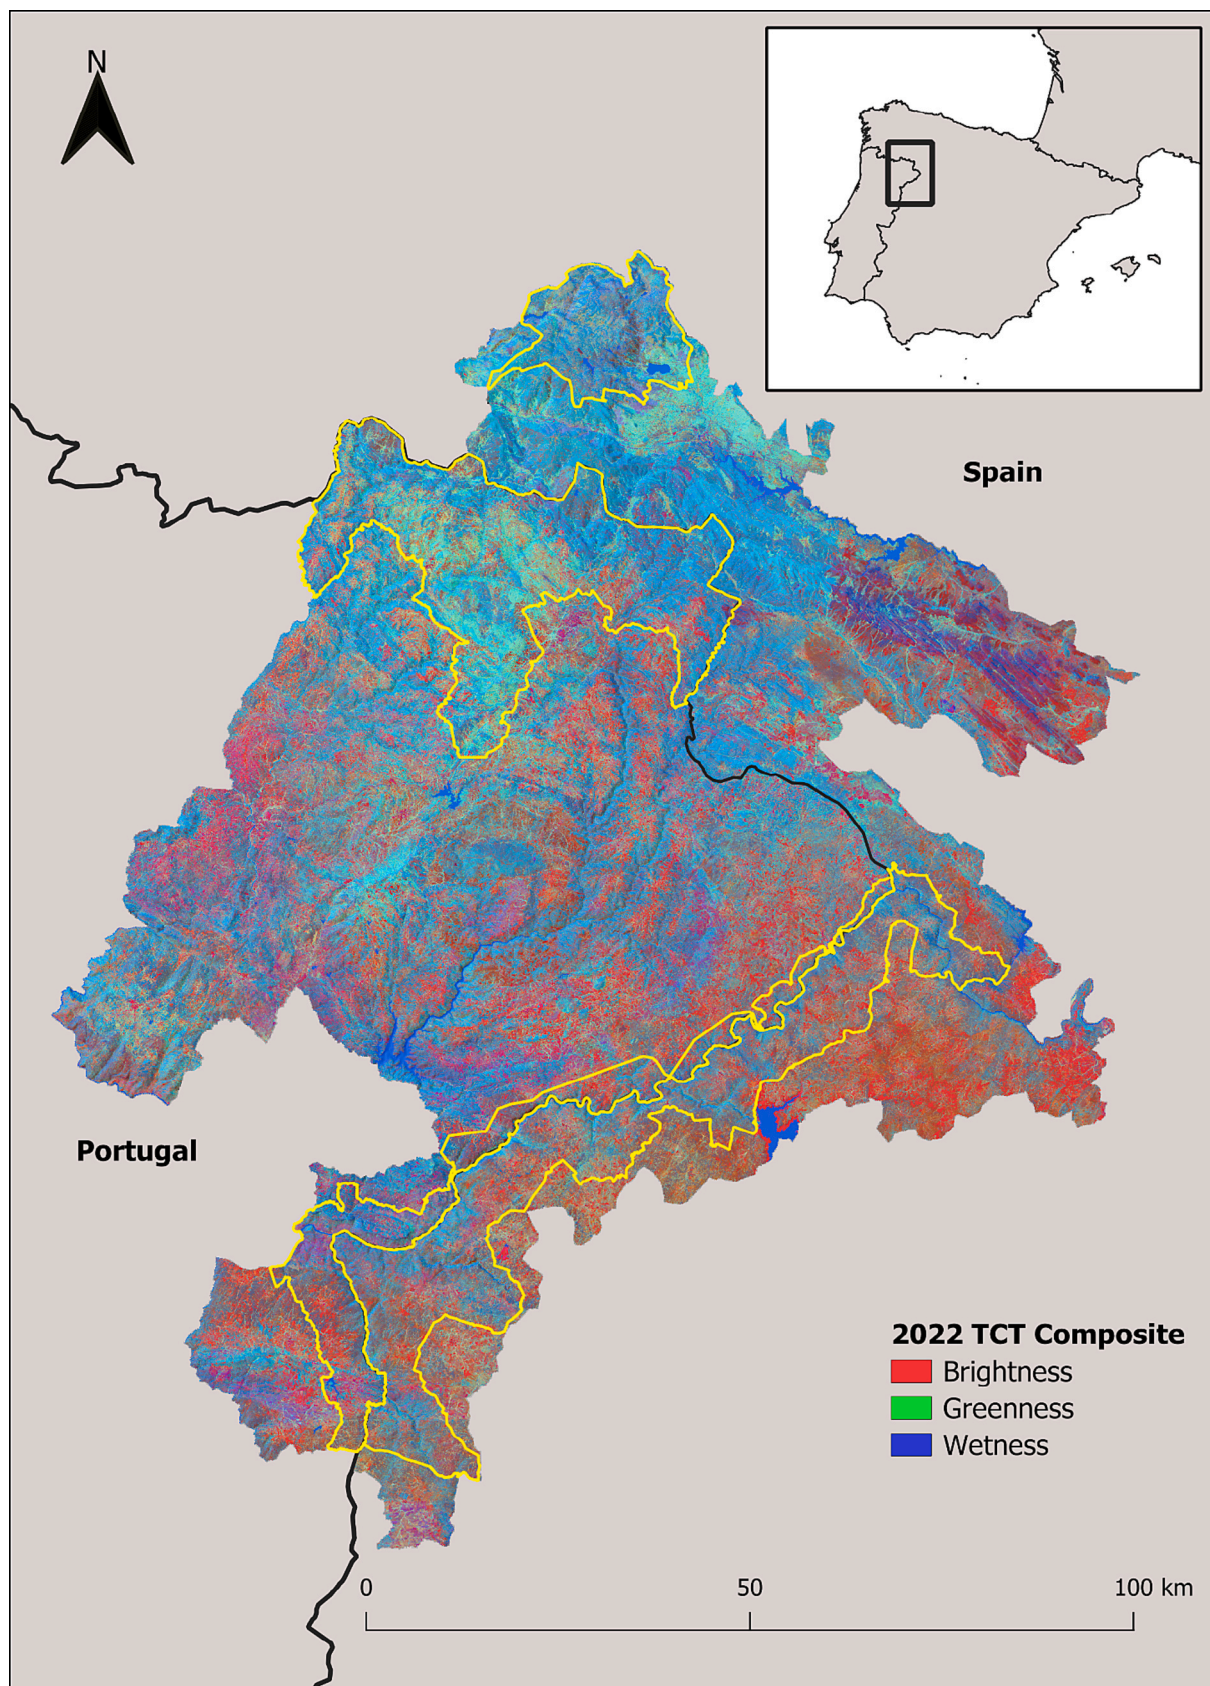 N
Spain
Portugal
2022 TCT Composite
Brightness
Greenness
Wetness
0 50 100 km